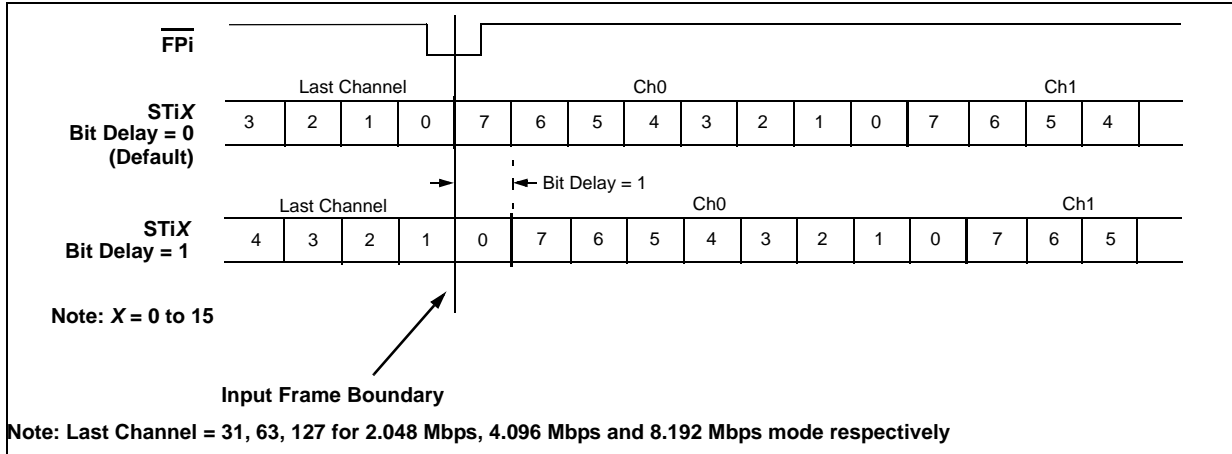 FPi
Last Channel Ch0 Ch1
STiX
Bit Delay = 0
(Default)
3 2 1 0 7 6 5 4 3 2 1 0 7 6 5 4
Bit Delay = 1
Last Channel Ch0 Ch1
STiX
Bit Delay = 1
4 3 2 1 0 7 6 5 4 3 2 1 0 7 6 5
Note: X = 0 to 15
Input Frame Boundary
Note: Last Channel = 31, 63, 127 for 2.048 Mbps, 4.096 Mbps and 8.192 Mbps mode respectively